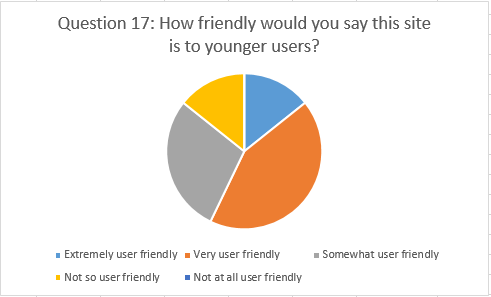 Question 17: How friendly would you say this site
is to younger users?
Extremely user friendly Very user friendly Somewhat user friendly
Not so user friendly Not at all user friendly